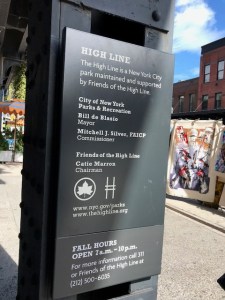 HIGH LINE
The High Line is a New York City
park maintained and supported
by Friends of the High Line.
City of New York
Parks & Recreation
Bill de Blasio
Mayor
Mitchell J. Silver, FAICP
Commissioner
Friends of the High Line
Catie Marron
Chairman
www.nyc.gov/parks
www.thehighline.org
FALL HOURS
OPEN 7 a.m. – 10 p.m.
For more information call 311
or Friends of the High Line at
(212) 500-6035